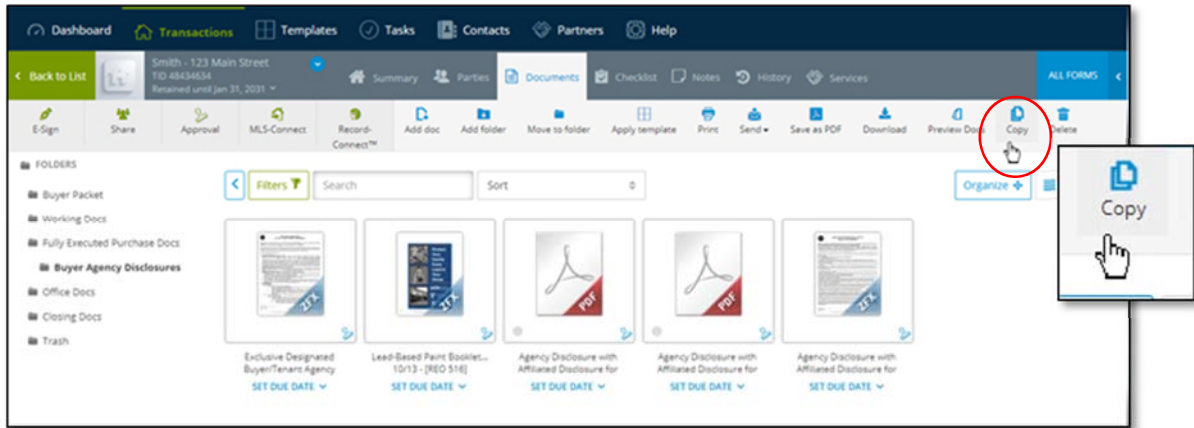 Dashboard Transactions Templates Tasks Contacts Partners Help
Back to List
Smith - 123 Main Street
TID 48434634
Retained until Jan 31, 2031
Summary Parties Documents Checklist Notes History Services ALL FORMS
E-Sign Share Approval MLS-Connect Record-Connect™ Add doc Add folder Move to folder Apply template Print Send Save as PDF Download Preview Docs Copy Delete
Copy
FOLDERS
Buyer Packet
Working Docs
Fully Executed Purchase Docs
Buyer Agency Disclosures
Office Docs
Closing Docs
Trash
Filters Search Sort Organize
ZFX ZFX PDF PDF ZFX
Exclusive Designated
Buyer/Tenant Agency
SET DUE DATE
Lead-Based Paint Booklet...
10/13 - [REO 516]
SET DUE DATE
Agency Disclosure with
Affiliated Disclosure for
SET DUE DATE
Agency Disclosure with
Affiliated Disclosure for
SET DUE DATE
Agency Disclosure with
Affiliated Disclosure for
SET DUE DATE